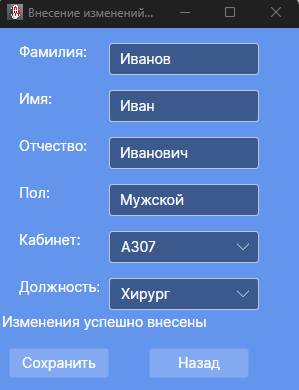 Внесение изменений...
Фамилия: Иванов
Имя: Иван
Отчество: Иванович
Пол: Мужской
Кабинет: А307
Должность: Хирург
Изменения успешно внесены
Сохранить Назад